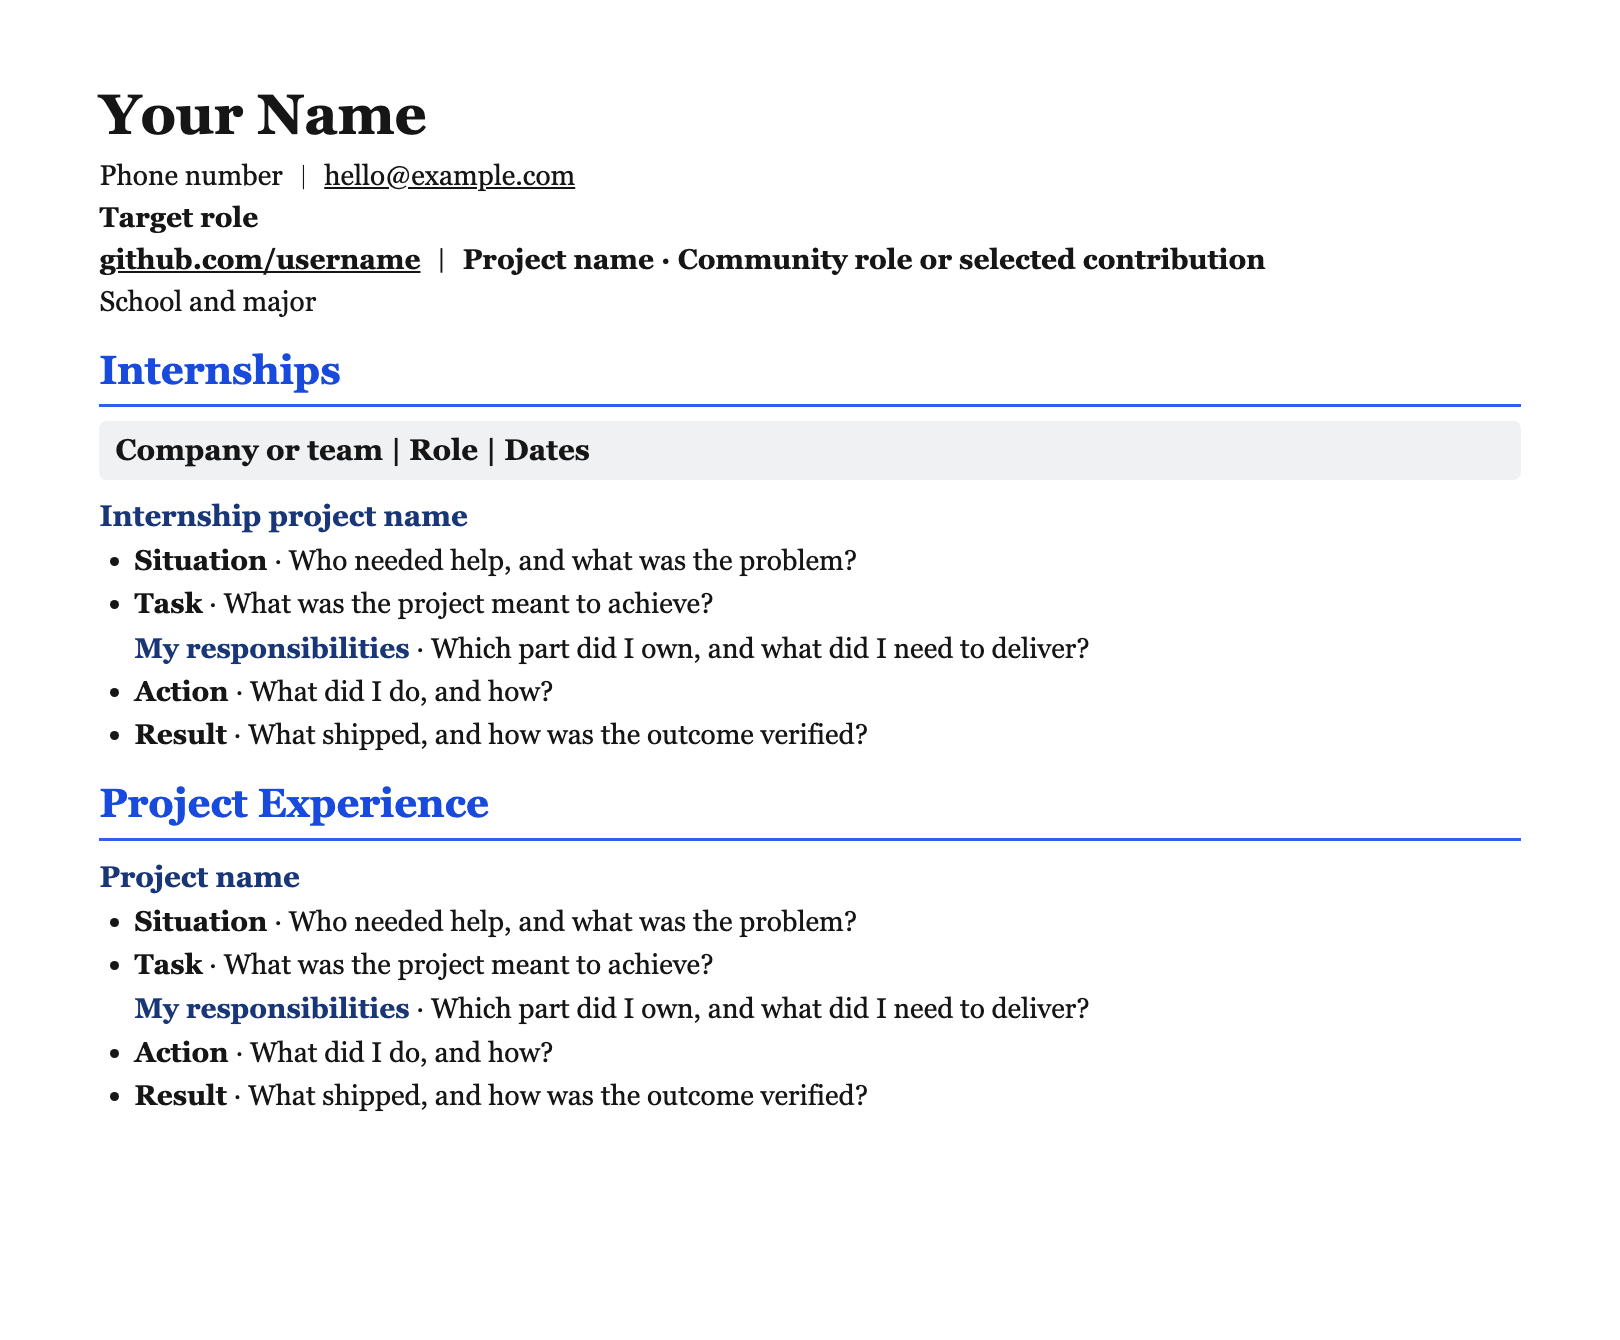 Your Name
Phone number | hello@example.com
Target role
github.com/username | Project name · Community role or selected contribution
School and major
Internships
Company or team | Role | Dates
Internship project name
• Situation · Who needed help, and what was the problem?
• Task · What was the project meant to achieve?
My responsibilities · Which part did I own, and what did I need to deliver?
• Action · What did I do, and how?
• Result · What shipped, and how was the outcome verified?
Project Experience
Project name
• Situation · Who needed help, and what was the problem?
• Task · What was the project meant to achieve?
My responsibilities · Which part did I own, and what did I need to deliver?
• Action · What did I do, and how?
• Result · What shipped, and how was the outcome verified?